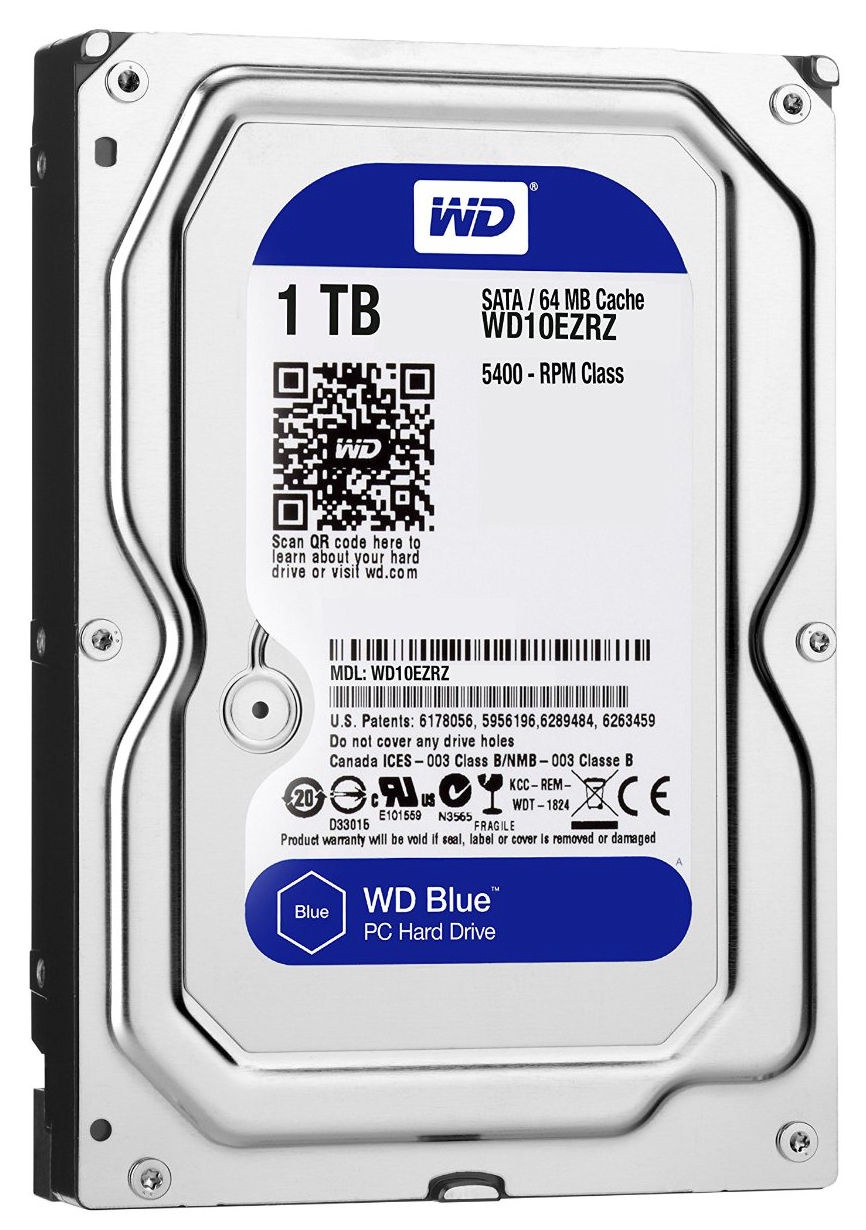 WD®
1 TB
SATA / 64 MB Cache
WD10EZRZ
5400 - RPM Class
WD
Scan QR code here to
learn about your hard
drive or visit wd.com
MDL: WD10EZRZ
U.S. Patents: 6178056, 5956196,6289484, 6263459
Do not cover any drive holes
Canada ICES – 003 Class B/NMB – 003 Classe B
20
D33015
c RU us
E101559
N3565
FRAGILE
KCC – REM –
WDT – 1824
CE
Product warranty will be void if seal, label or cover is removed or damaged
A
Blue
WD Blue™
PC Hard Drive